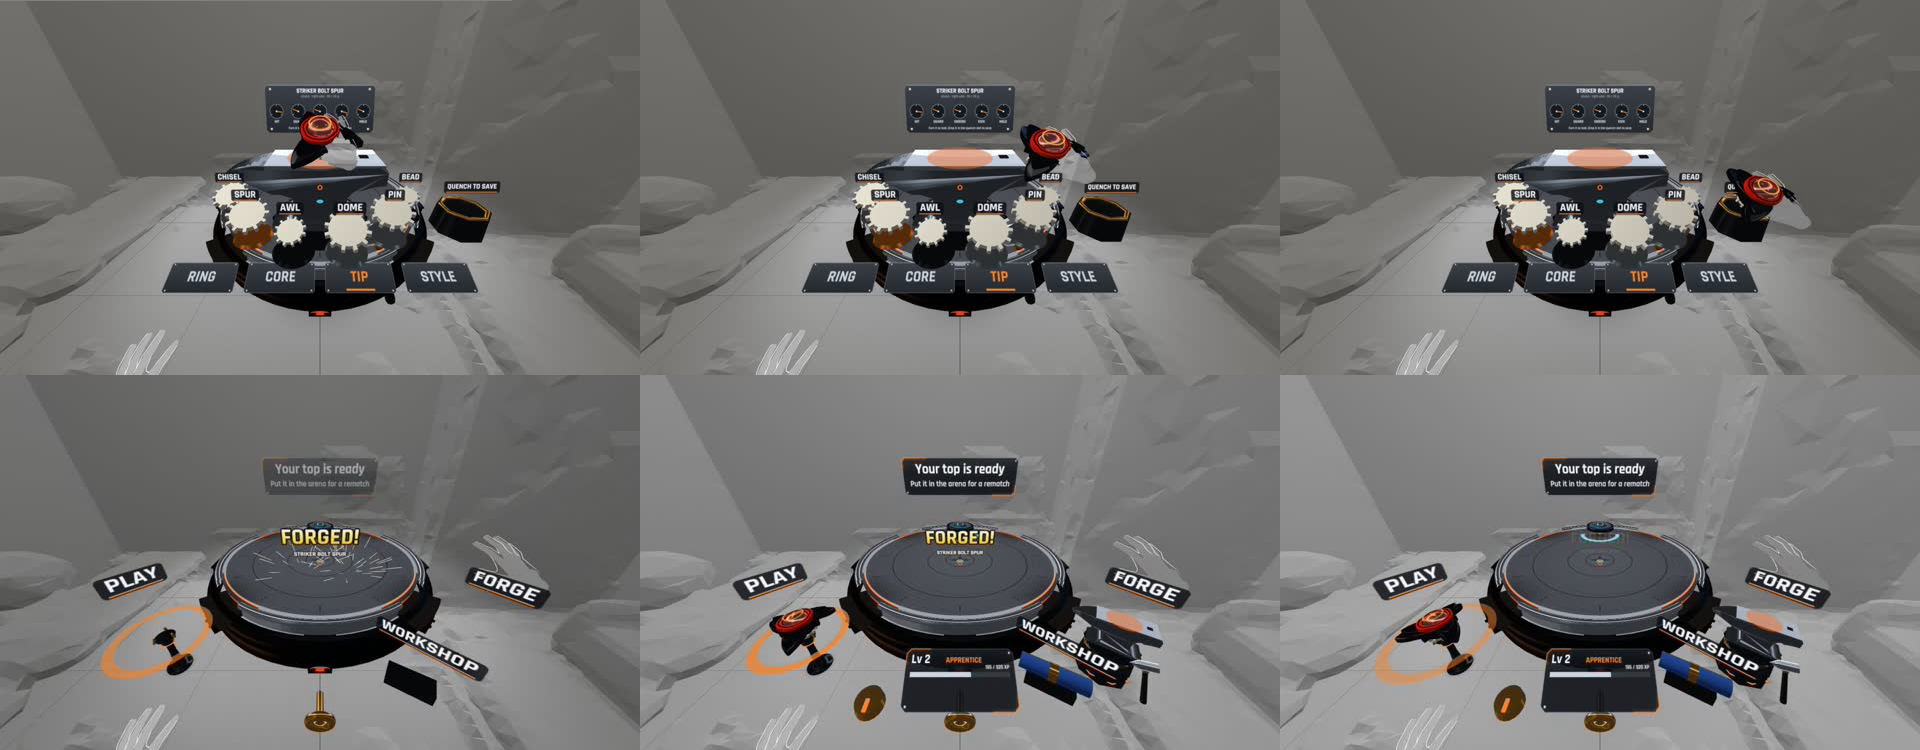 STRIKER BOLT SPUR
CHISEL
SPUR
AWL
DOME
PIN
BEAD
QUENCH TO SAVE
RING
CORE
TIP
STYLE
STRIKER BOLT SPUR
CHISEL
SPUR
AWL
DOME
PIN
BEAD
QUENCH TO SAVE
RING
CORE
TIP
STYLE
STRIKER BOLT SPUR
CHISEL
SPUR
AWL
DOME
PIN
BEAD
RING
CORE
TIP
STYLE
Your top is ready
Put it in the arena for a rematch
FORGED!
STRIKER BOLT SPUR
PLAY
FORGE
WORKSHOP
Your top is ready
Put it in the arena for a rematch
FORGED!
STRIKER BOLT SPUR
PLAY
FORGE
WORKSHOP
Lv 2 APPRENTICE
Your top is ready
Put it in the arena for a rematch
PLAY
FORGE
WORKSHOP
Lv 2 APPRENTICE